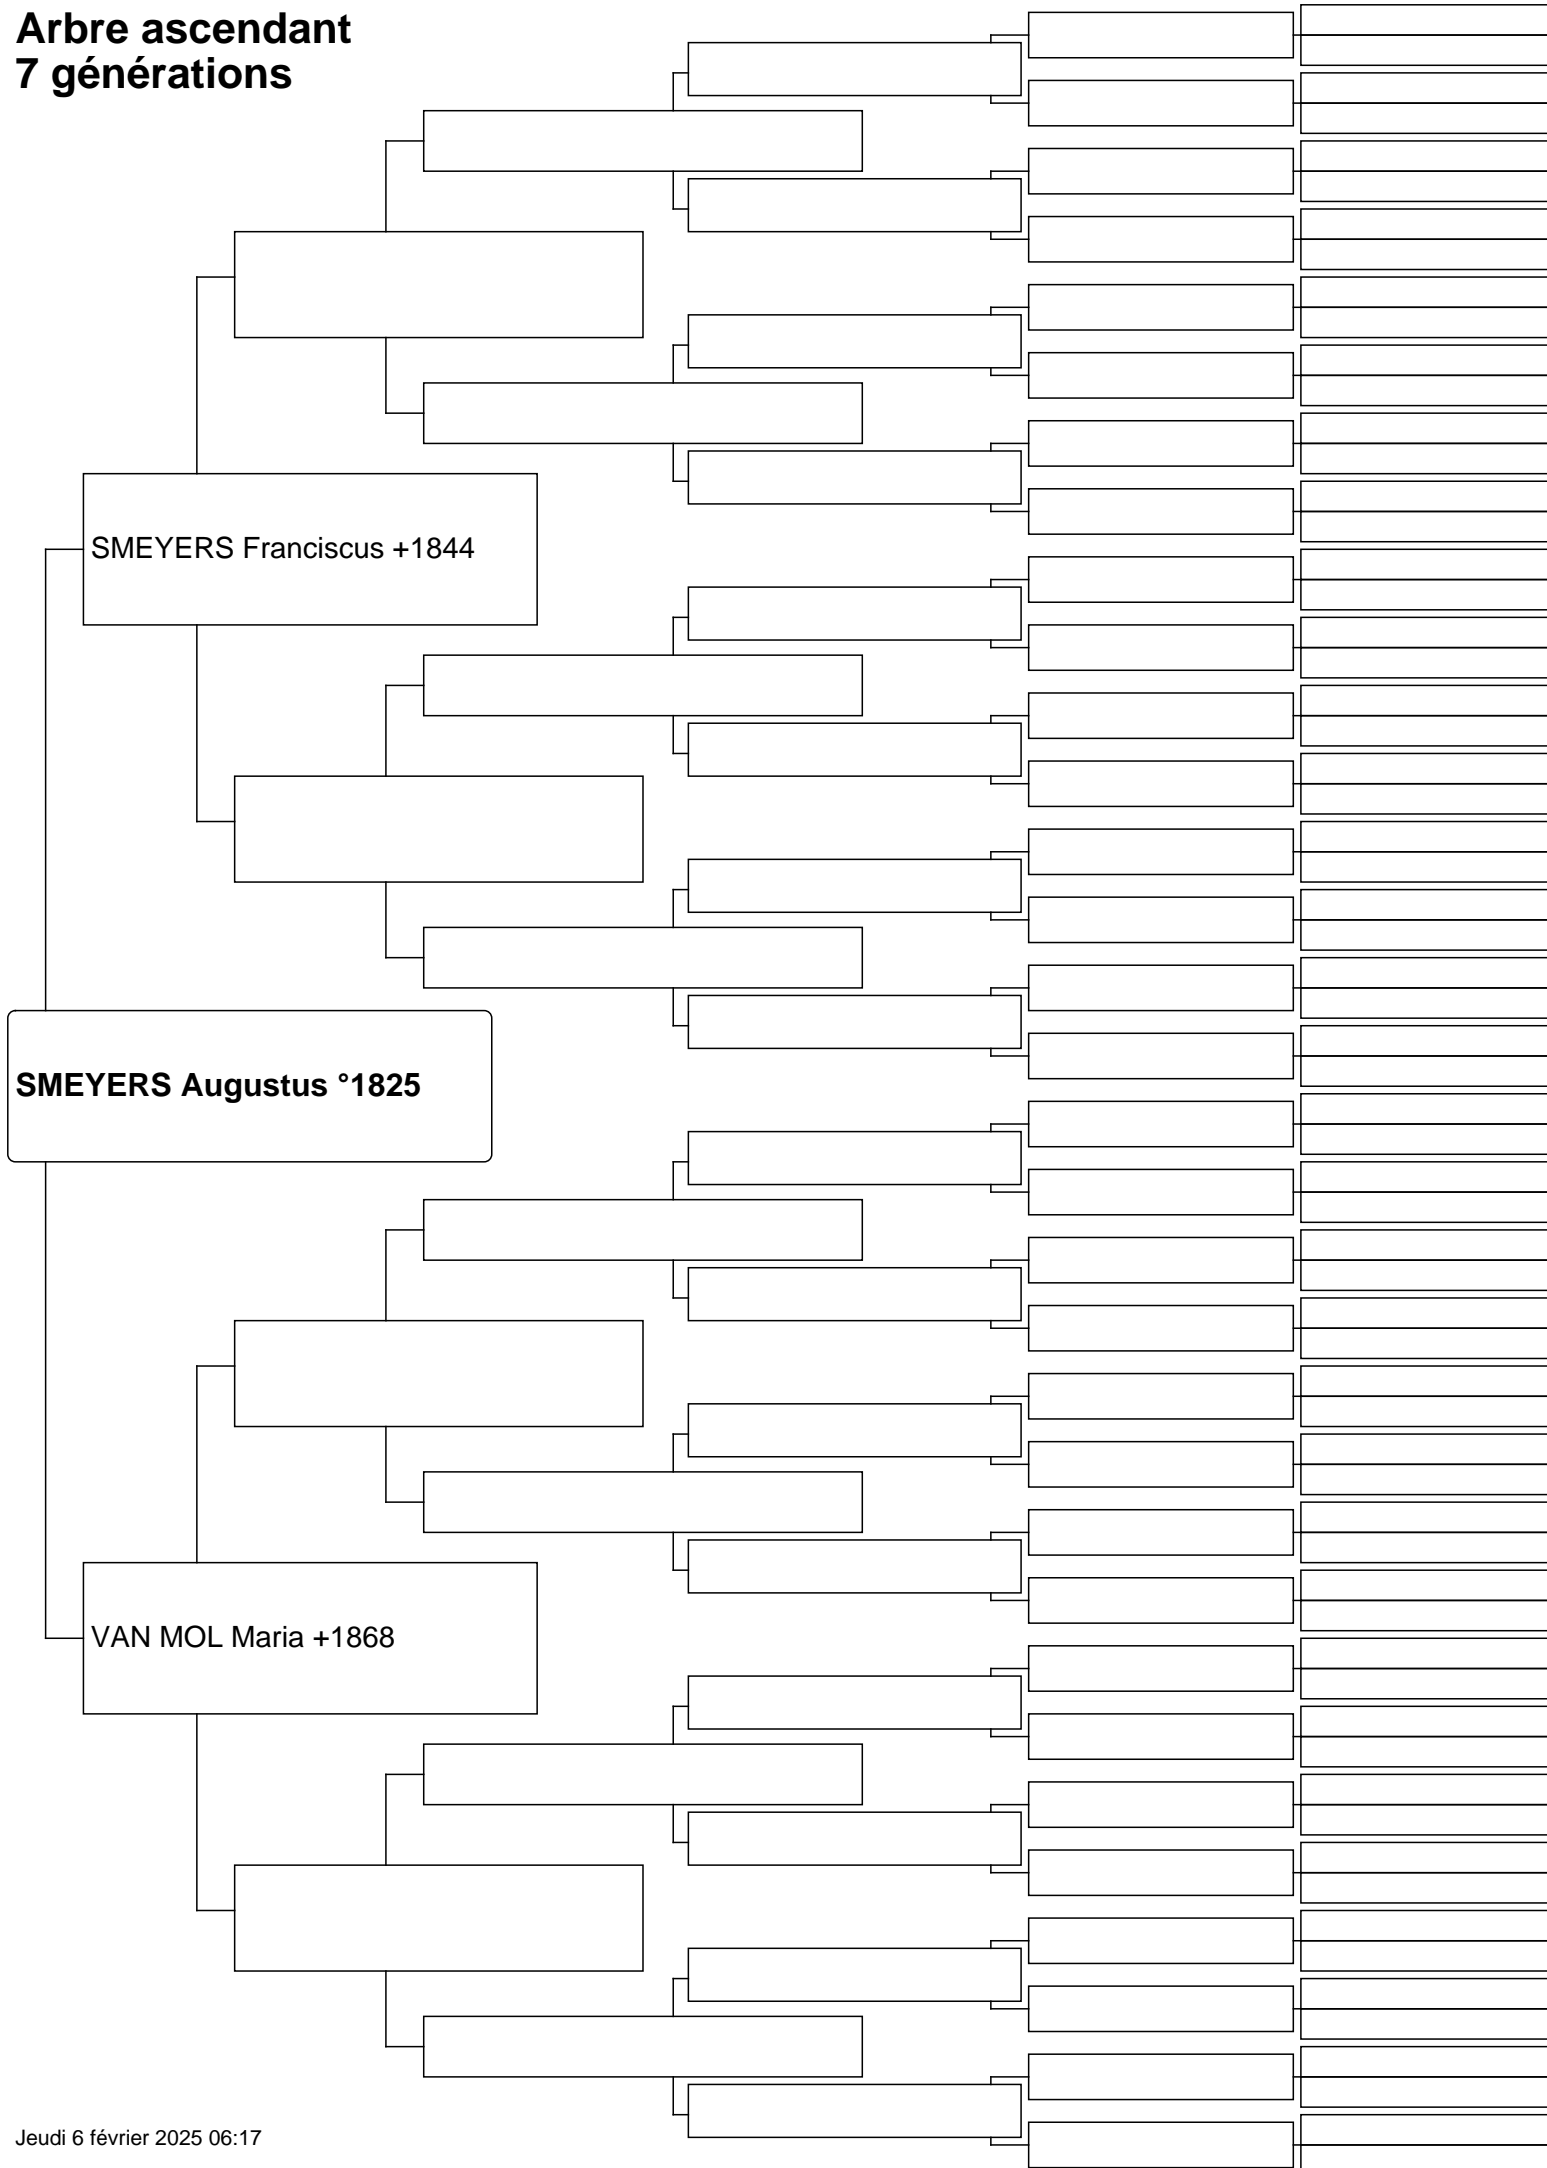 Arbre ascendant
7 générations
SMEYERS Franciscus +1844
SMEYERS Augustus °1825
VAN MOL Maria +1868
Jeudi 6 février 2025 06:17